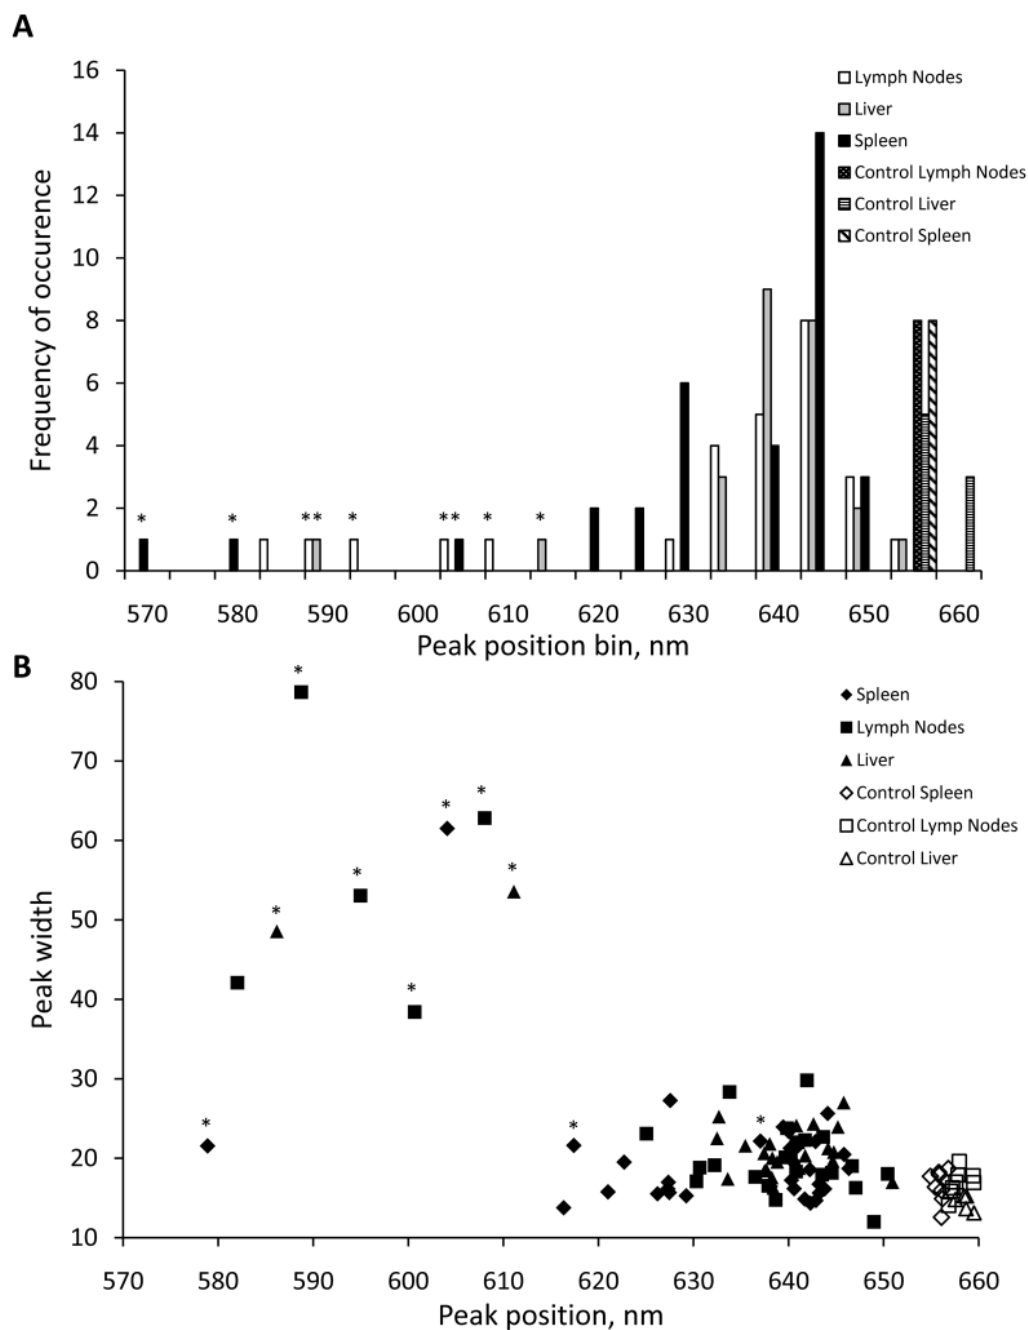 A
16
14
12
10
8
6
4
2
0
Frequency of occurence
Lymph Nodes
Liver
Spleen
Control Lymph Nodes
Control Liver
Control Spleen
* * * * * * * * *
570 580 590 600 610 620 630 640 650 660
Peak position bin, nm
B
80
70
60
50
40
30
20
10
Peak width
Spleen
Lymph Nodes
Liver
Control Spleen
Control Lymp Nodes
Control Liver
*
* *
* *
*
*
* * *
570 580 590 600 610 620 630 640 650 660
Peak position, nm